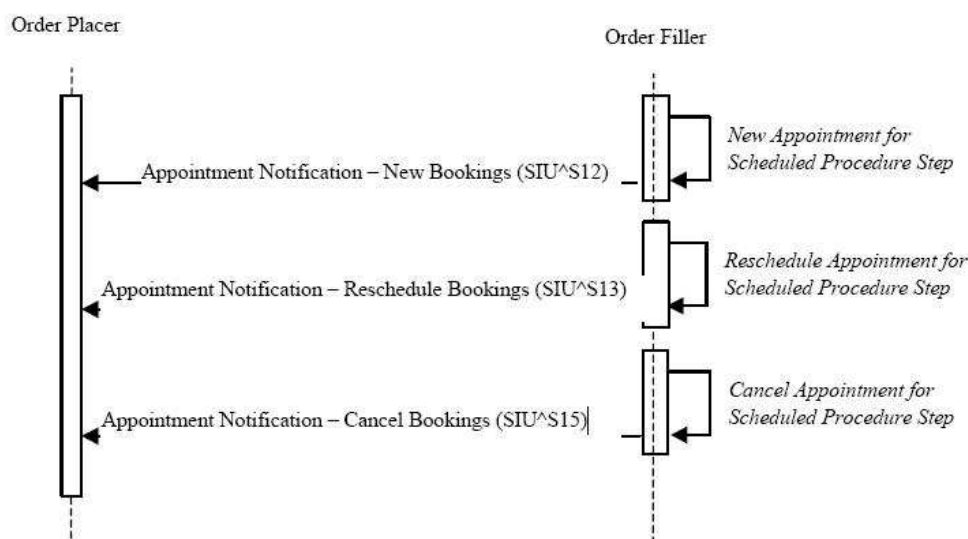 Order Placer
Order Filler
New Appointment for
Scheduled Procedure Step
Appointment Notification – New Bookings (SIU^S12)
Reschedule Appointment for
Scheduled Procedure Step
Appointment Notification – Reschedule Bookings (SIU^S13)
Cancel Appointment for
Scheduled Procedure Step
Appointment Notification – Cancel Bookings (SIU^S15)